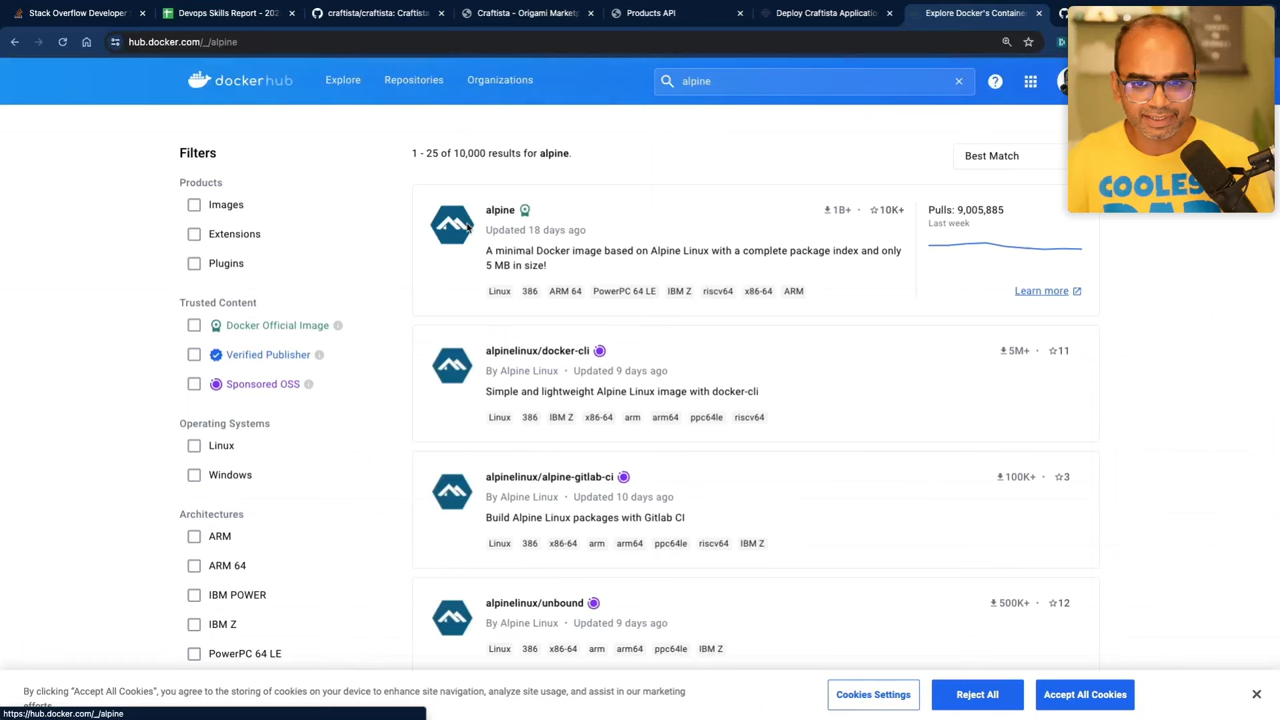 Stack Overflow Developer
Devops Skills Report - 202
craftista/craftista: Craftista
Craftista - Origami Market
Products API
Deploy Craftista Application
Explore Docker's Contain
hub.docker.com/_/alpine
dockerhub
Explore
Repositories
Organizations
alpine
Filters
Products
Images
Extensions
Plugins
Trusted Content
Docker Official Image
Verified Publisher
Sponsored OSS
Operating Systems
Linux
Windows
Architectures
ARM
ARM 64
IBM POWER
IBM Z
PowerPC 64 LE
1 - 25 of 10,000 results for alpine.
Best Match
alpine
1B+ · 10K+
Updated 18 days ago
A minimal Docker image based on Alpine Linux with a complete package index and only
5 MB in size!
Linux 386 ARM 64 PowerPC 64 LE IBM Z riscv64 x86-64 ARM
Pulls: 9,005,885
Last week
Learn more
alpinelinux/docker-cli
5M+ · 11
By Alpine Linux · Updated 9 days ago
Simple and lightweight Alpine Linux image with docker-cli
Linux 386 IBM Z x86-64 arm arm64 ppc64le riscv64
alpinelinux/alpine-gitlab-ci
100K+ · 3
By Alpine Linux · Updated 10 days ago
Build Alpine Linux packages with Gitlab CI
Linux 386 x86-64 arm arm64 ppc64le riscv64 IBM Z
alpinelinux/unbound
500K+ · 12
By Alpine Linux · Updated 9 days ago
Linux 386 x86-64 arm arm64 ppc64le IBM Z
By clicking “Accept All Cookies”, you agree to the storing of cookies on your device to enhance site navigation, analyze site usage, and assist in our marketing
efforts.
Cookies Settings
Reject All
Accept All Cookies
https://hub.docker.com/_/alpine
COOLES